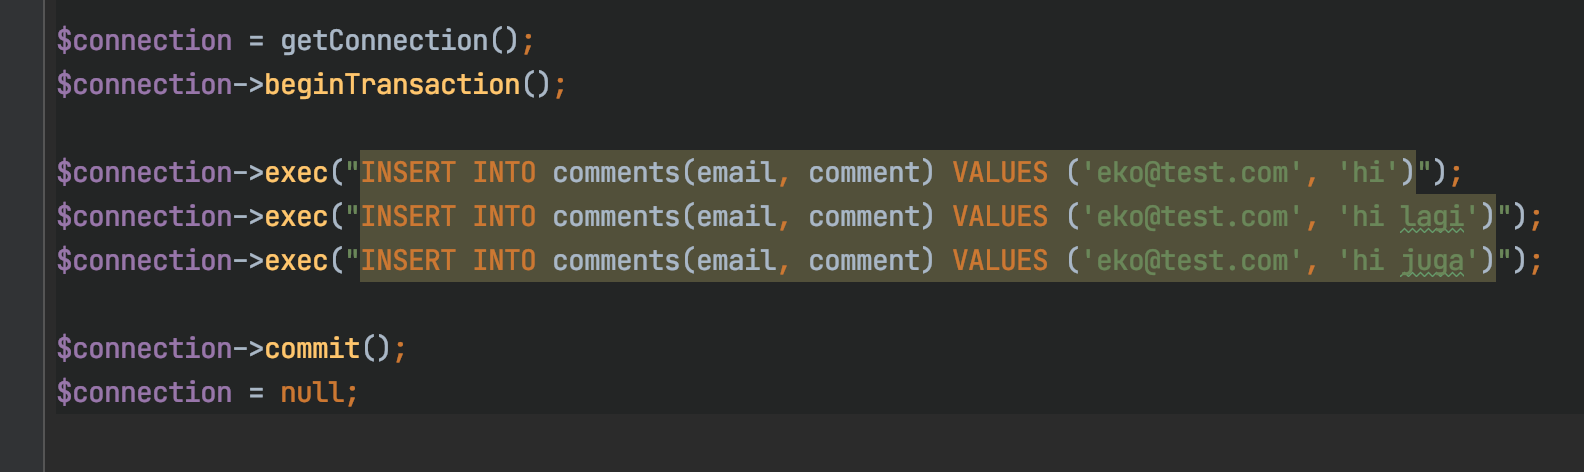 $connection = getConnection();
$connection->beginTransaction();
$connection->exec("INSERT INTO comments(email, comment) VALUES ('eko@test.com', 'hi')");
$connection->exec("INSERT INTO comments(email, comment) VALUES ('eko@test.com', 'hi lagi')");
$connection->exec("INSERT INTO comments(email, comment) VALUES ('eko@test.com', 'hi juga')");
$connection->commit();
$connection = null;